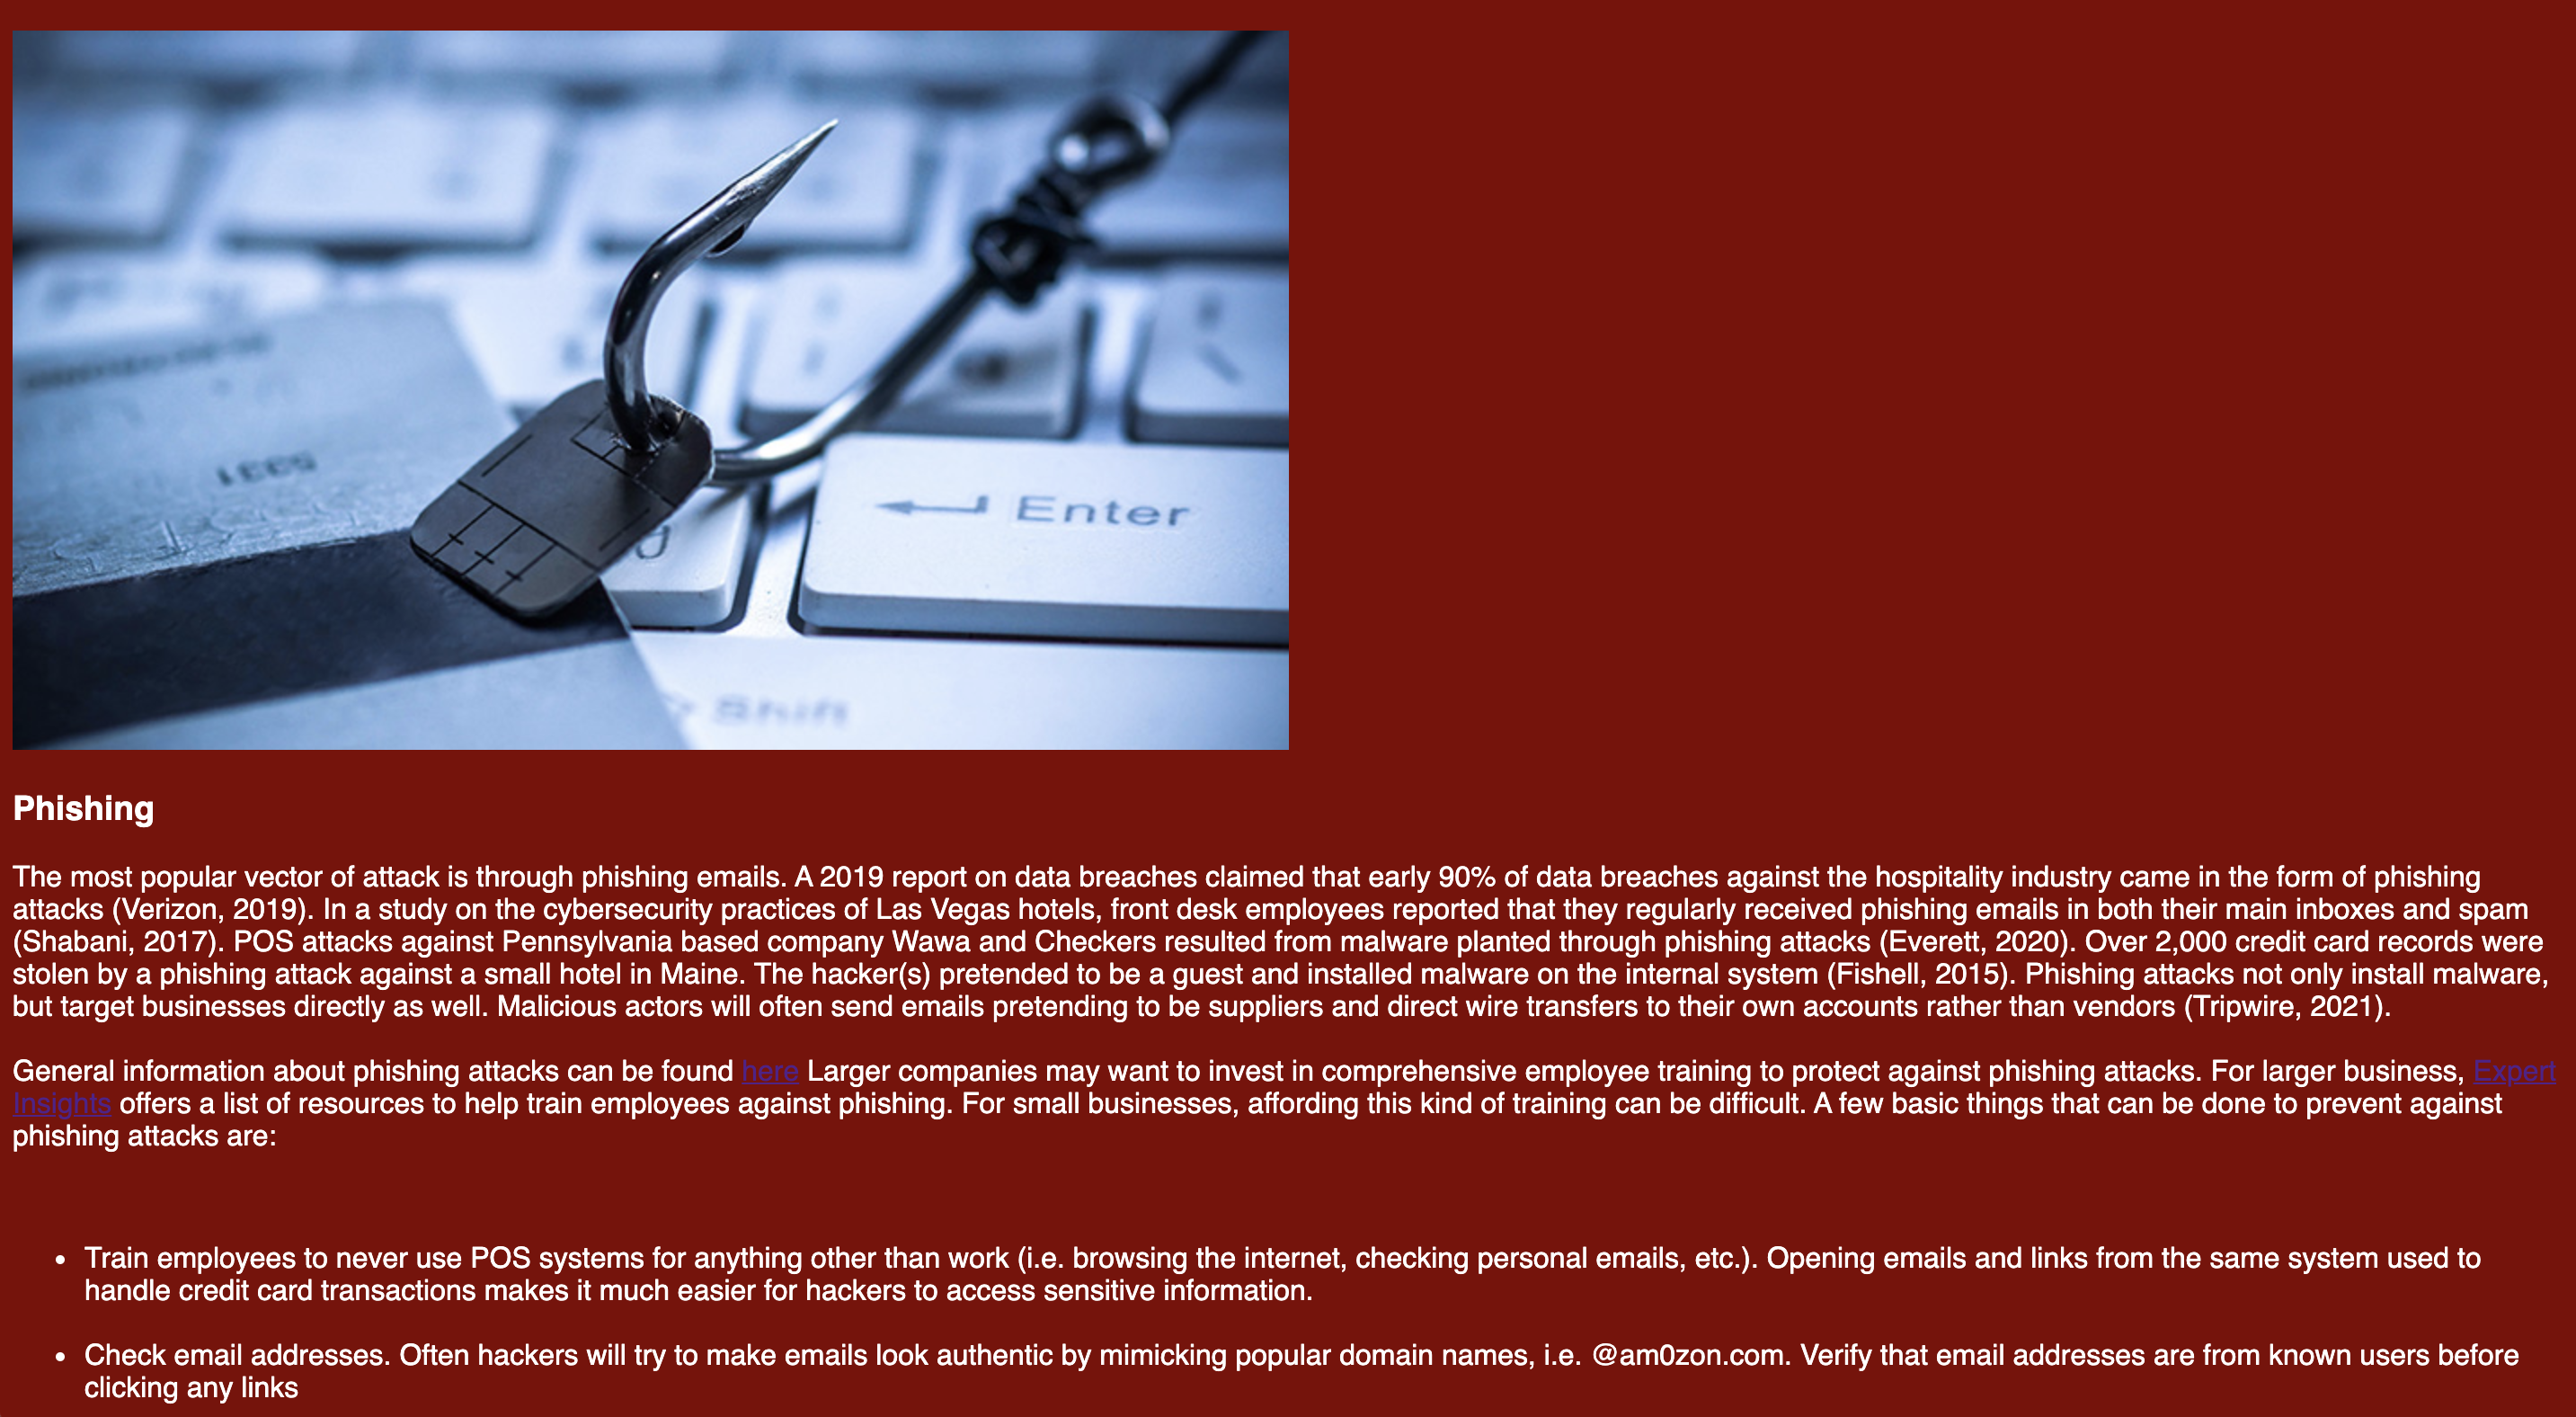 Enter
d
Shift
Phishing
The most popular vector of attack is through phishing emails. A 2019 report on data breaches claimed that early 90% of data breaches against the hospitality industry came in the form of phishing
attacks (Verizon, 2019). In a study on the cybersecurity practices of Las Vegas hotels, front desk employees reported that they regularly received phishing emails in both their main inboxes and spam
(Shabani, 2017). POS attacks against Pennsylvania based company Wawa and Checkers resulted from malware planted through phishing attacks (Everett, 2020). Over 2,000 credit card records were
stolen by a phishing attack against a small hotel in Maine. The hacker(s) pretended to be a guest and installed malware on the internal system (Fishell, 2015). Phishing attacks not only install malware,
but target businesses directly as well. Malicious actors will often send emails pretending to be suppliers and direct wire transfers to their own accounts rather than vendors (Tripwire, 2021).
General information about phishing attacks can be found here Larger companies may want to invest in comprehensive employee training to protect against phishing attacks. For larger business, Expert
Insights offers a list of resources to help train employees against phishing. For small businesses, affording this kind of training can be difficult. A few basic things that can be done to prevent against
phishing attacks are:
• Train employees to never use POS systems for anything other than work (i.e. browsing the internet, checking personal emails, etc.). Opening emails and links from the same system used to
handle credit card transactions makes it much easier for hackers to access sensitive information.
• Check email addresses. Often hackers will try to make emails look authentic by mimicking popular domain names, i.e. @am0zon.com. Verify that email addresses are from known users before
clicking any links